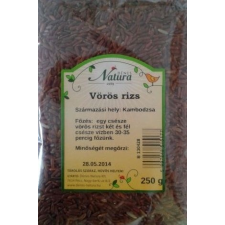 Natura
Vörös rizs
Származási hely: Kambodzsa
Főzés: egy csésze
vörös rizst két és fél
csésze vízben 30-35
percig főzünk.
Minőségét megőrzi:
28.05.2014
250 g